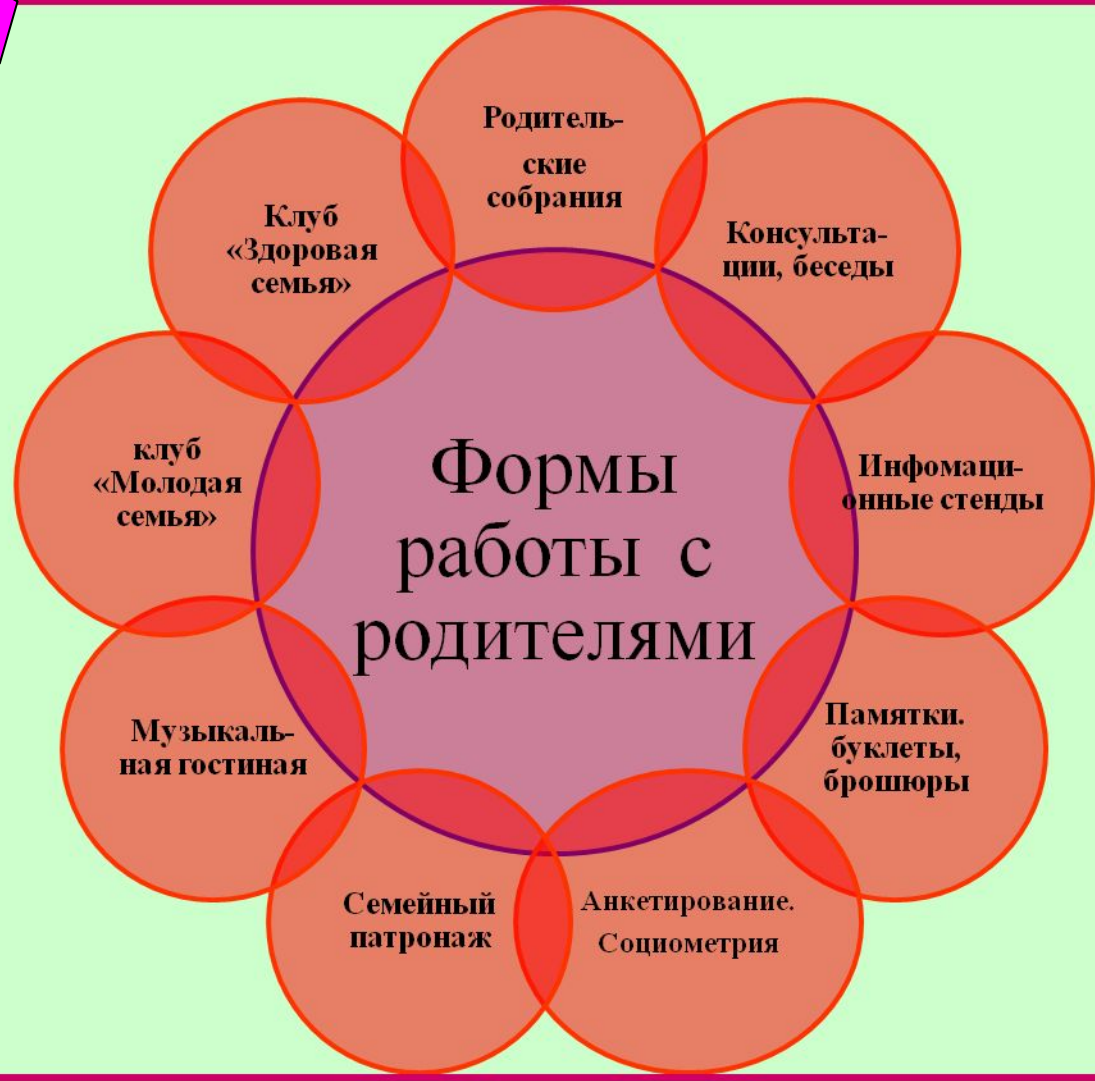 Формы
работы с
родителями
Родитель-
ские
собрания
Консульта-
ции, беседы
Инфомаци-
онные стенды
Памятки.
буклеты,
брошюры
Анкетирование.
Социометрия
Семейный
патронаж
Музыкаль-
ная гостиная
клуб
«Молодая
семья»
Клуб
«Здоровая
семья»